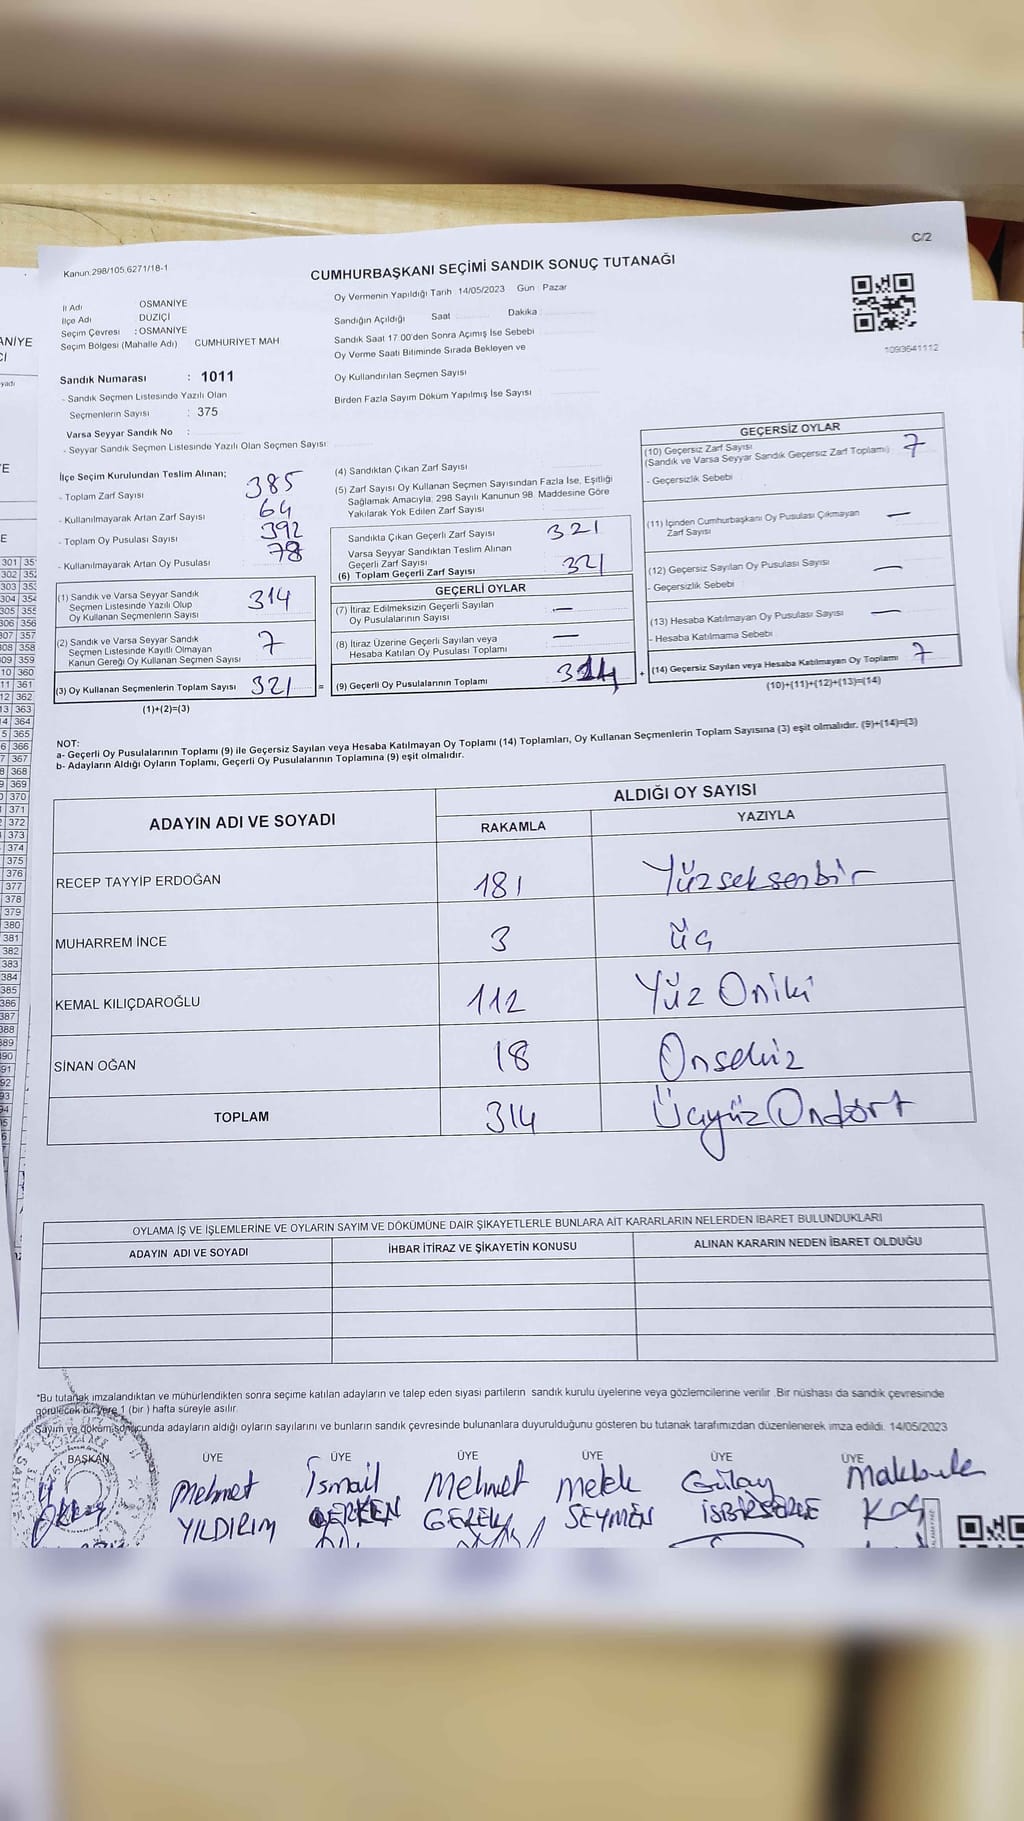 C/2
Kanun.298/105,6271/18-1
CUMHURBAŞKANI SEÇİMİ SANDIK SONUÇ TUTANAĞI
İl Adı OSMANİYE
İlçe Adı : DÜZİÇİ
Seçim Çevresi : OSMANİYE
Seçim Bölgesi (Mahalle Adı) CUMHURİYET MAH
Sandık Numarası : 1011
- Sandık Seçmen Listesinde Yazılı Olan
Seçmenlerin Sayısı : 375
Varsa Seyyar Sandık No :
- Seyyar Sandık Seçmen Listesinde Yazılı Olan Seçmen Sayısı:
Oy Vermenin Yapıldığı Tarih : 14/05/2023 Gün : Pazar
Sandığın Açıldığı Saat Dakika
Sandık Saat 17.00'den Sonra Açımış İse Sebebi
Oy Verme Saati Bitiminde Sırada Bekleyen ve
Oy Kullandırılan Seçmen Sayısı
Birden Fazla Sayım Döküm Yapılmış İse Sayısı
1093641112
İlçe Seçim Kurulundan Teslim Alınan;
- Toplam Zarf Sayısı 385
- Kullanılmayarak Artan Zarf Sayısı 64
- Toplam Oy Pusulası Sayısı 392
- Kullanılmayarak Artan Oy Pusulası 78
(1) Sandık ve Varsa Seyyar Sandık
Seçmen Listesinde Yazılı Olup
Oy Kullanan Seçmenlerin Sayısı 314
(2) Sandık ve Varsa Seyyar Sandık
Seçmen Listesinde Kayıtlı Olmayan
Kanun Gereği Oy Kullanan Seçmen Sayısı 7
(3) Oy Kullanan Seçmenlerin Toplam Sayısı 321
(1)+(2)=(3)
(4) Sandıktan Çıkan Zarf Sayısı
(5) Zarf Sayısı Oy Kullanan Seçmen Sayısından Fazla İse, Eşitliği
Sağlamak Amacıyla, 298 Sayılı Kanunun 98. Maddesine Göre
Yakılarak Yok Edilen Zarf Sayısı
Sandıkta Çıkan Geçerli Zarf Sayısı 321
Varsa Seyyar Sandıktan Teslim Alınan
Geçerli Zarf Sayısı
(6) Toplam Geçerli Zarf Sayısı 321
GEÇERLİ OYLAR
(7) İtiraz Edilmeksizin Geçerli Sayılan
Oy Pusulalarının Sayısı —
(8) İtiraz Üzerine Geçerli Sayılan veya
Hesaba Katılan Oy Pusulası Toplamı —
= (9) Geçerli Oy Pusulalarının Toplamı 314
GEÇERSİZ OYLAR
(10) Geçersiz Zarf Sayısı
(Sandık ve Varsa Seyyar Sandık Geçersiz Zarf Toplamı) 7
- Geçersizlik Sebebi
(11) İçinden Cumhurbaşkanı Oy Pusulası Çıkmayan
Zarf Sayısı —
(12) Geçersiz Sayılan Oy Pusulası Sayısı —
- Geçersizlik Sebebi
(13) Hesaba Katılmayan Oy Pusulası Sayısı —
- Hesaba Katılmama Sebebi
+ (14) Geçersiz Sayılan veya Hesaba Katılmayan Oy Toplamı 7
(10)+(11)+(12)+(13)=(14)
NOT:
a- Geçerli Oy Pusulalarının Toplamı (9) ile Geçersiz Sayılan veya Hesaba Katılmayan Oy Toplamı (14) Toplamları, Oy Kullanan Seçmenlerin Toplam Sayısına (3) eşit olmalıdır. (9)+(14)=(3)
b- Adayların Aldığı Oyların Toplamı, Geçerli Oy Pusulalarının Toplamına (9) eşit olmalıdır.
ADAYIN ADI VE SOYADI ALDIĞI OY SAYISI
RAKAMLA YAZIYLA
RECEP TAYYİP ERDOĞAN 181 Yüzseksenbir
MUHARREM İNCE 3 üç
KEMAL KILIÇDAROĞLU 112 Yüz Oniki
SİNAN OĞAN 18 Onsekiz
TOPLAM 314 Üçyüz Ondört
OYLAMA İŞ VE İŞLEMLERİNE VE OYLARIN SAYIM VE DÖKÜMÜNE DAİR ŞİKAYETLERLE BUNLARA AİT KARARLARIN NELERDEN İBARET BULUNDUKLARI
ADAYIN ADI VE SOYADI İHBAR İTİRAZ VE ŞİKAYETİN KONUSU ALINAN KARARIN NEDEN İBARET OLDUĞU
*Bu tutanak imzalandıktan ve mühürlendikten sonra seçime katılan adayların ve talep eden siyasi partilerin sandık kurulu üyelerine veya gözlemcilerine verilir. Bir nüshası da sandık çevresinde
görülecek bir yere 1 (bir ) hafta süreyle asılır.
Sayım ve döküm sonucunda adayların aldığı oyların sayılarını ve bunların sandık çevresinde bulunanlara duyurulduğunu gösteren bu tutanak tarafımızdan düzenlenerek imza edildi. 14/05/2023
BAŞKAN ÜYE ÜYE ÜYE ÜYE ÜYE ÜYE
Mehmet İsmail Mehmet Melek Gülay Makbule
YILDIRIM GEREK SEYMEN KOÇ